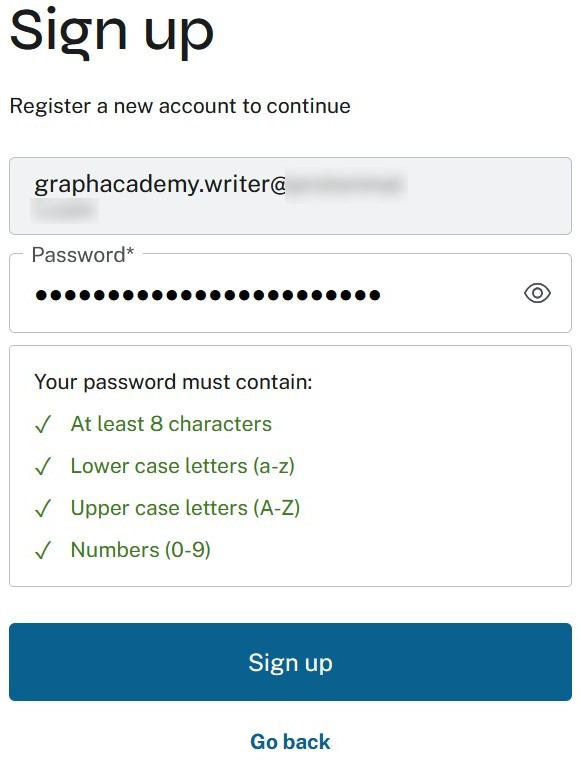 Sign up
Register a new account to continue
graphacademy.writer@
Password*
••••••••••••••••••••••••
Your password must contain:
✓ At least 8 characters
✓ Lower case letters (a-z)
✓ Upper case letters (A-Z)
✓ Numbers (0-9)
Sign up
Go back